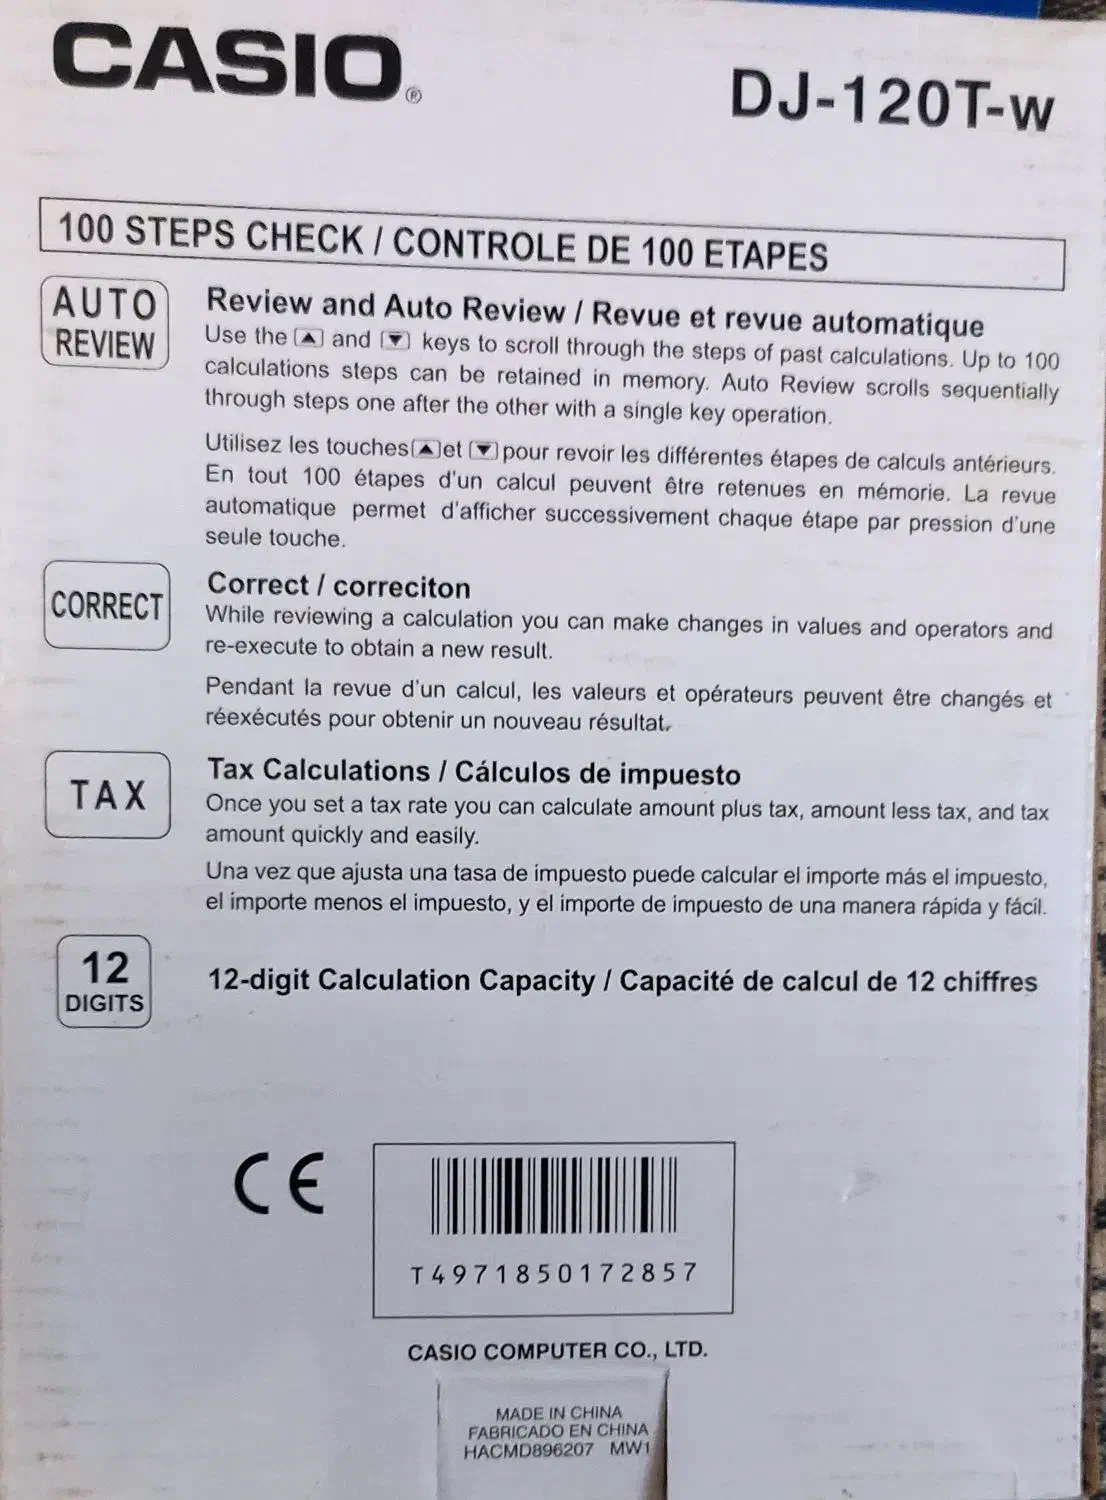 CASIO®
DJ-120T-w
100 STEPS CHECK / CONTROLE DE 100 ETAPES
AUTO
REVIEW
Review and Auto Review / Revue et revue automatique
Use the ▲ and ▼ keys to scroll through the steps of past calculations. Up to 100
calculations steps can be retained in memory. Auto Review scrolls sequentially
through steps one after the other with a single key operation.
Utilisez les touches ▲ et ▼ pour revoir les différentes étapes de calculs antérieurs.
En tout 100 étapes d'un calcul peuvent être retenues en mémorie. La revue
automatique permet d'afficher successivement chaque étape par pression d'une
seule touche.
CORRECT
Correct / correciton
While reviewing a calculation you can make changes in values and operators and
re-execute to obtain a new result.
Pendant la revue d'un calcul, les valeurs et opérateurs peuvent être changés et
réexécutés pour obtenir un nouveau résultat.
TAX
Tax Calculations / Cálculos de impuesto
Once you set a tax rate you can calculate amount plus tax, amount less tax, and tax
amount quickly and easily.
Una vez que ajusta una tasa de impuesto puede calcular el importe más el impuesto,
el importe menos el impuesto, y el importe de impuesto de una manera rápida y fácil.
12
DIGITS
12-digit Calculation Capacity / Capacité de calcul de 12 chiffres
CE
T4971850172857
CASIO COMPUTER CO., LTD.
MADE IN CHINA
FABRICADO EN CHINA
HACMD896207 MW1